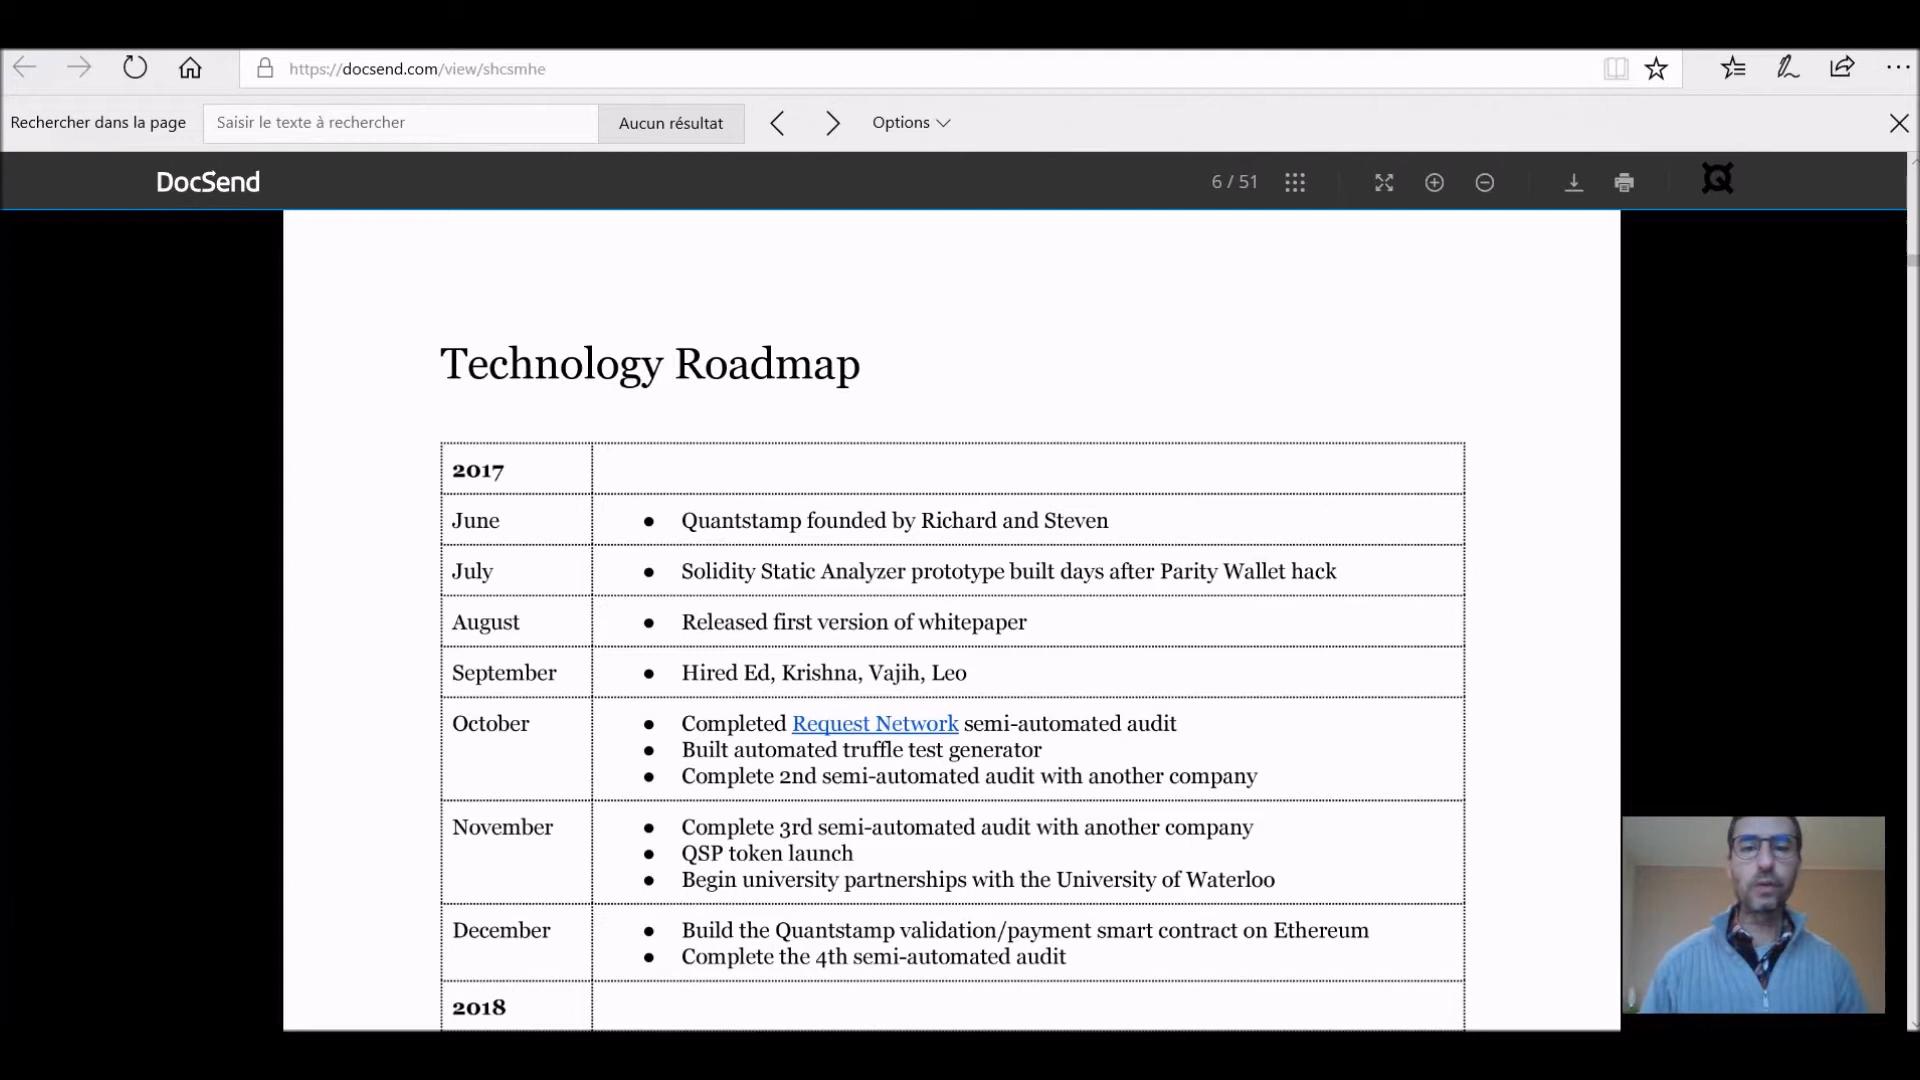 https://docsend.com/view/shcsmhe
Rechercher dans la page
Saisir le texte à rechercher
Aucun résultat
Options
DocSend
6 / 51
Technology Roadmap
2017
June
● Quantstamp founded by Richard and Steven
July
● Solidity Static Analyzer prototype built days after Parity Wallet hack
August
● Released first version of whitepaper
September
● Hired Ed, Krishna, Vajih, Leo
October
● Completed Request Network semi-automated audit
● Built automated truffle test generator
● Complete 2nd semi-automated audit with another company
November
● Complete 3rd semi-automated audit with another company
● QSP token launch
● Begin university partnerships with the University of Waterloo
December
● Build the Quantstamp validation/payment smart contract on Ethereum
● Complete the 4th semi-automated audit
2018